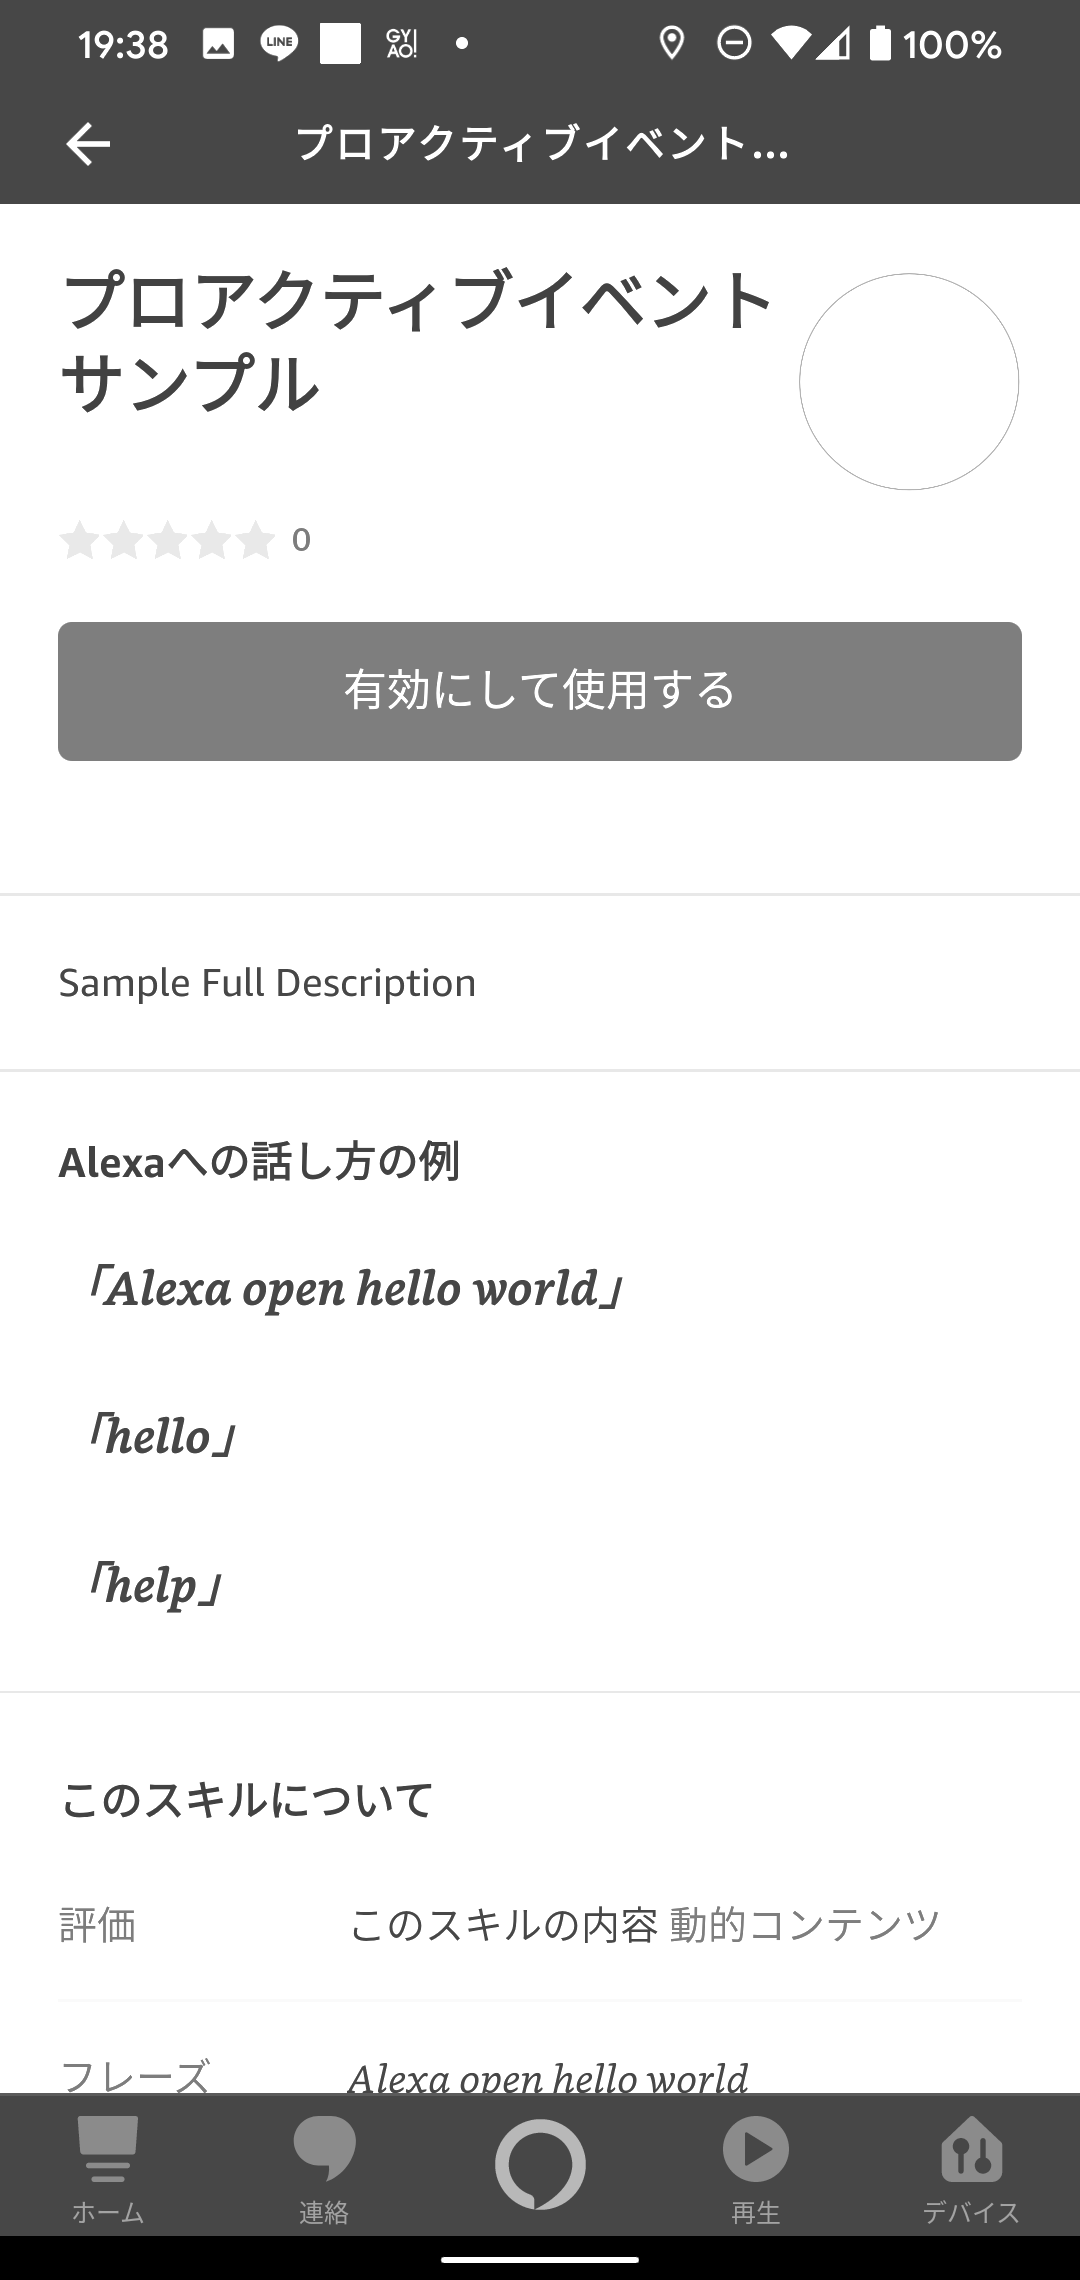 19:38 LINE GYAO! 100%
プロアクティブイベント...
プロアクティブイベント
サンプル
0
有効にして使用する
Sample Full Description
Alexaへの話し方の例
「Alexa open hello world」
「hello」
「help」
このスキルについて
評価 このスキルの内容 動的コンテンツ
フレーズ Alexa open hello world
ホーム 連絡 再生 デバイス